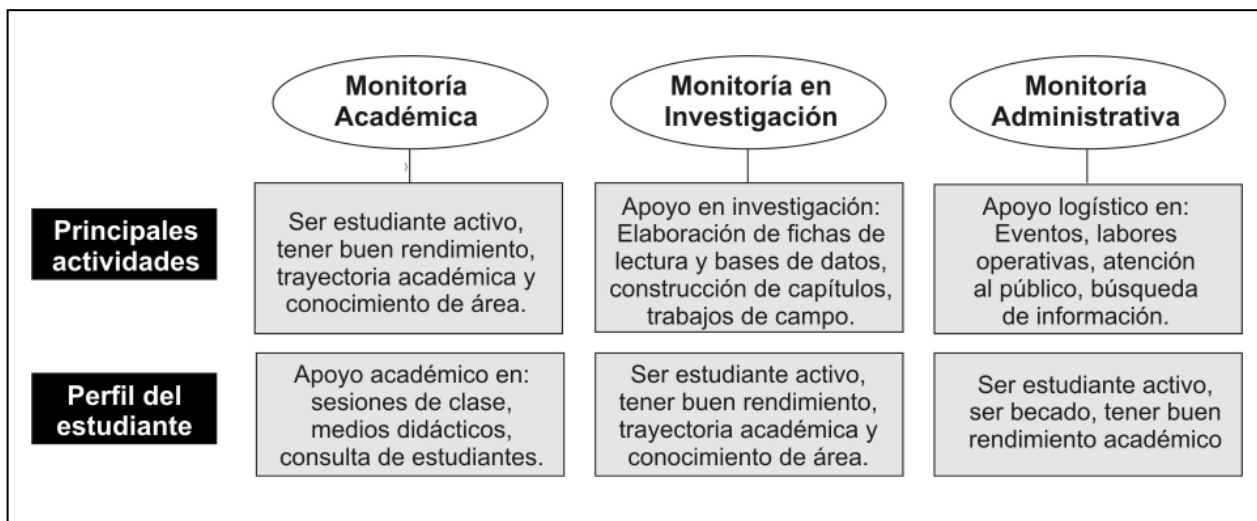 Monitoría
Académica
Monitoría en
Investigación
Monitoría
Administrativa
Principales
actividades
Ser estudiante activo,
tener buen rendimiento,
trayectoria académica y
conocimiento de área.
Apoyo en investigación:
Elaboración de fichas de
lectura y bases de datos,
construcción de capítulos,
trabajos de campo.
Apoyo logístico en:
Eventos, labores
operativas, atención
al público, búsqueda
de información.
Perfil del
estudiante
Apoyo académico en:
sesiones de clase,
medios didácticos,
consulta de estudiantes.
Ser estudiante activo,
tener buen rendimiento,
trayectoria académica y
conocimiento de área.
Ser estudiante activo,
ser becado, tener buen
rendimiento académico